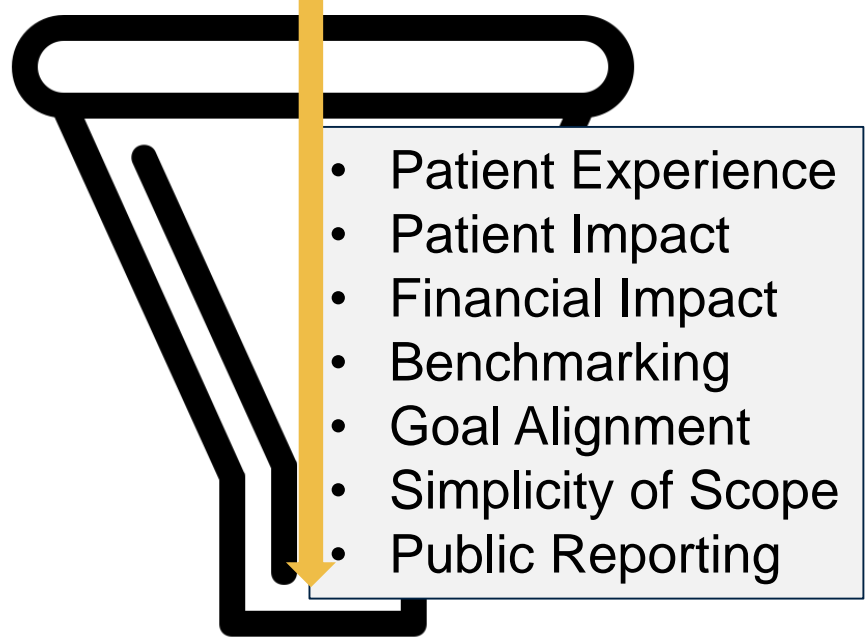 • Patient Experience
• Patient Impact
• Financial Impact
• Benchmarking
• Goal Alignment
• Simplicity of Scope
• Public Reporting